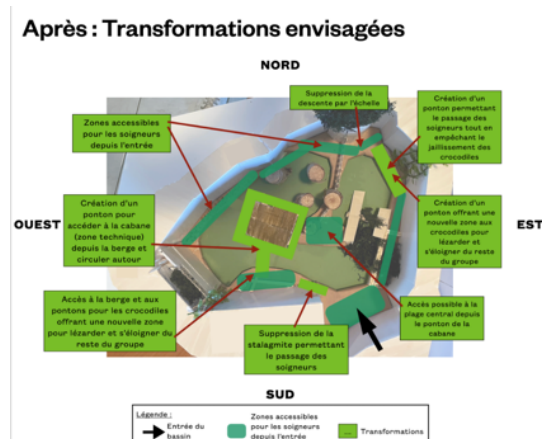 Après : Transformations envisagées
NORD
Suppression de la
descente par l'échelle
Création d'un
ponton permettant
le passage des
soigneurs tout en
empêchant le
jaillissement des
crocodiles
Zones accessibles
pour les soigneurs
depuis l'entrée
Création d'un
ponton pour
accéder à la cabane
(zone technique)
depuis la berge et
circuler autour
OUEST
EST
Création d'un
ponton offrant une
nouvelle zone aux
crocodiles pour
lézarder et
s'éloigner du reste
du groupe
Accès à la berge et aux
pontons pour les crocodiles
offrant une nouvelle zone
pour lézarder et s'éloigner du
reste du groupe
Suppression de la
stalagmite permettant
le passage des
soigneurs
Accès possible à la
plage central depuis
le ponton de la
cabane
SUD
Légende :
Entrée du
bassin
Zones accessibles
pour les soigneurs
depuis l'entrée
... Transformations